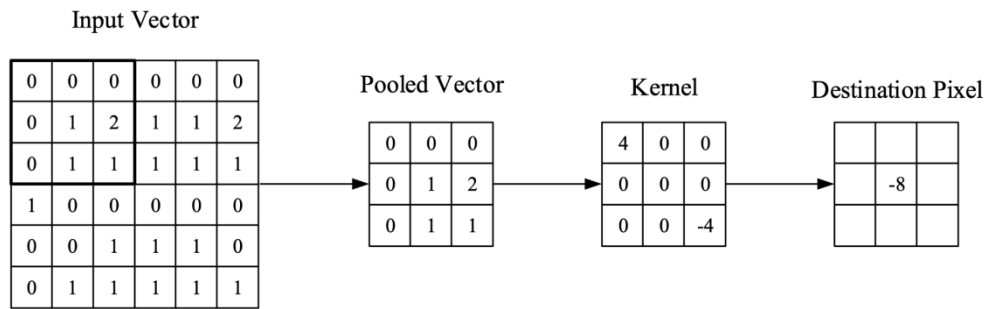 Input Vector
0 0 0 0 0 0
0 1 2 1 1 2
0 1 1 1 1 1
1 0 0 0 0 0
0 0 1 1 1 0
0 1 1 1 1 1
Pooled Vector
0 0 0
0 1 2
0 1 1
Kernel
4 0 0
0 0 0
0 0 -4
Destination Pixel
-8